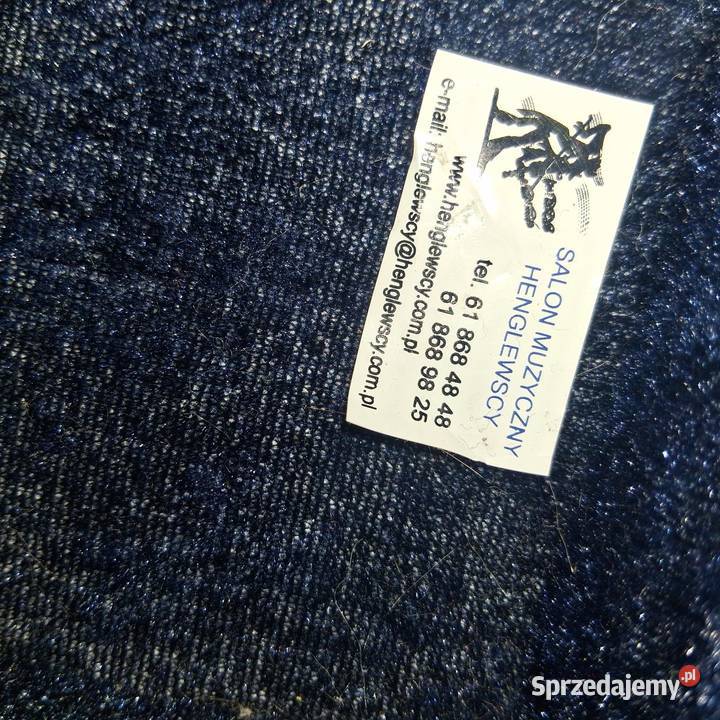 SALON MUZYCZNY
HENGLEWSCY
tel. 61 868 48 48
61 868 98 25
www.henglewscy.com.pl
e-mail: henglewscy@henglewscy.com.pl
Sprzedajemy.pl